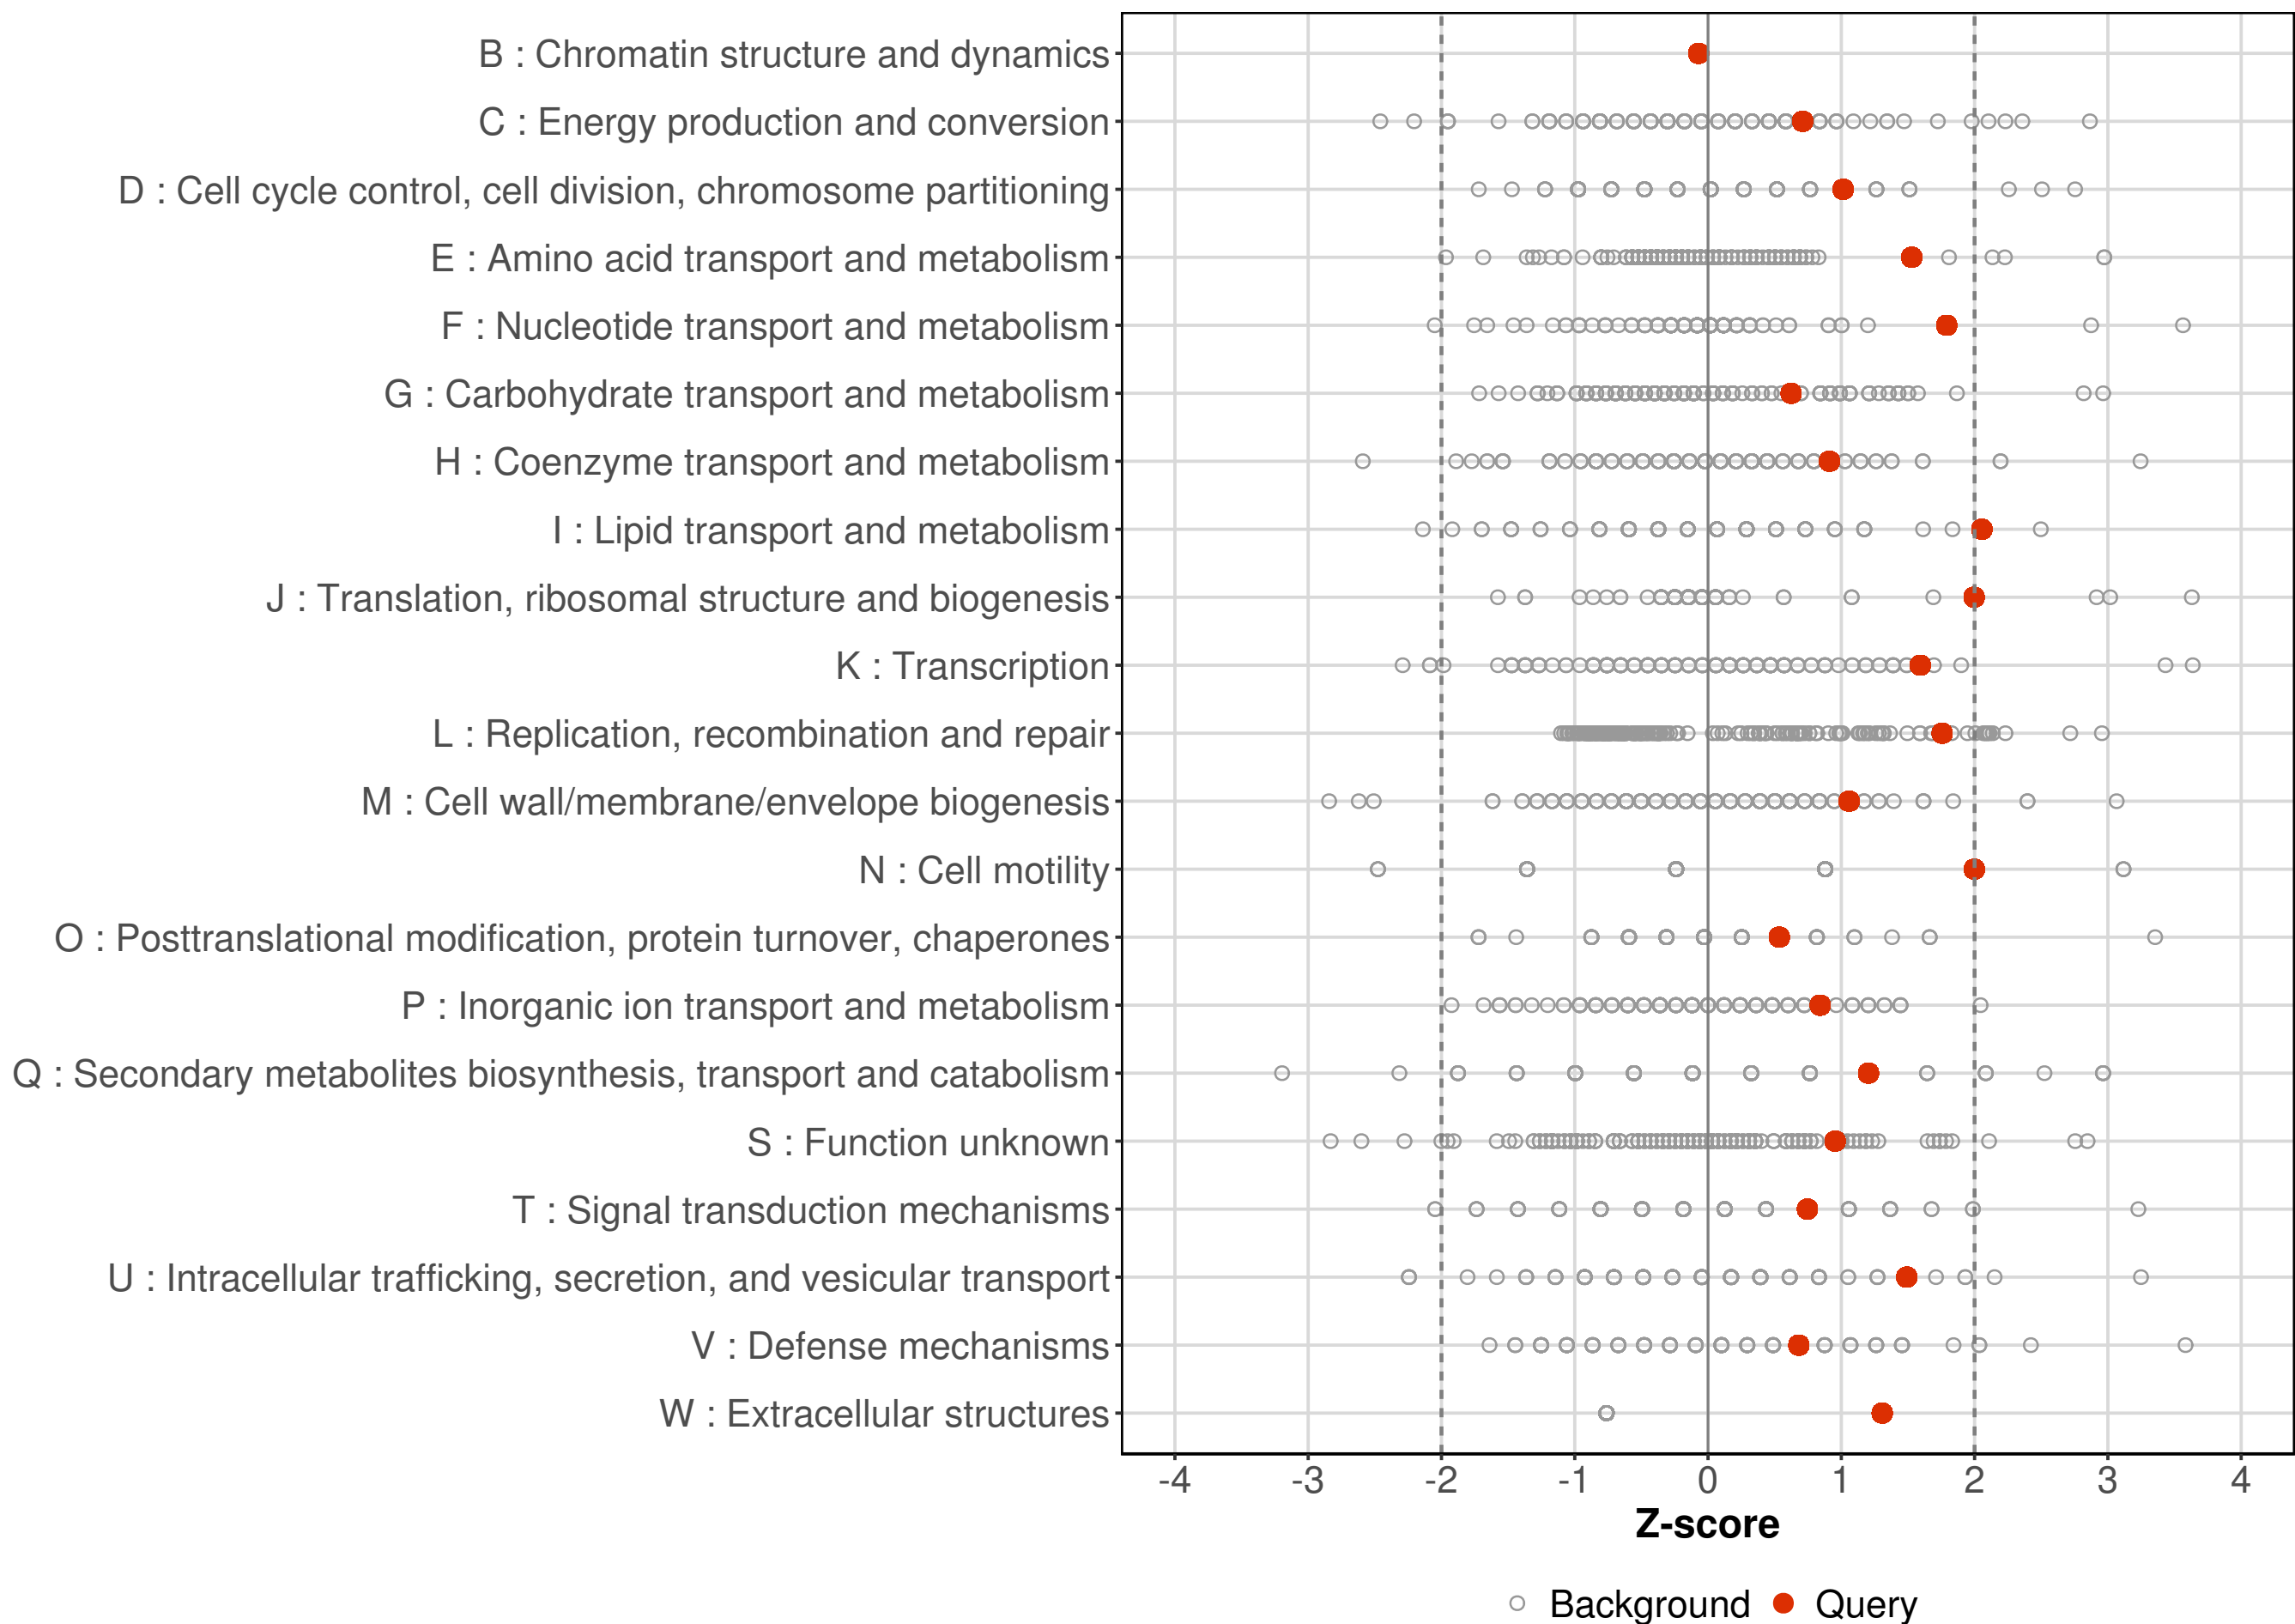 B : Chromatin structure and dynamics
C : Energy production and conversion
D : Cell cycle control, cell division, chromosome partitioning
E : Amino acid transport and metabolism
F : Nucleotide transport and metabolism
G : Carbohydrate transport and metabolism
H : Coenzyme transport and metabolism
I : Lipid transport and metabolism
J : Translation, ribosomal structure and biogenesis
K : Transcription
L : Replication, recombination and repair
M : Cell wall/membrane/envelope biogenesis
N : Cell motility
O : Posttranslational modification, protein turnover, chaperones
P : Inorganic ion transport and metabolism
Q : Secondary metabolites biosynthesis, transport and catabolism
S : Function unknown
T : Signal transduction mechanisms
U : Intracellular trafficking, secretion, and vesicular transport
V : Defense mechanisms
W : Extracellular structures
-4 -3 -2 -1 0 1 2 3 4
Z-score
Background Query